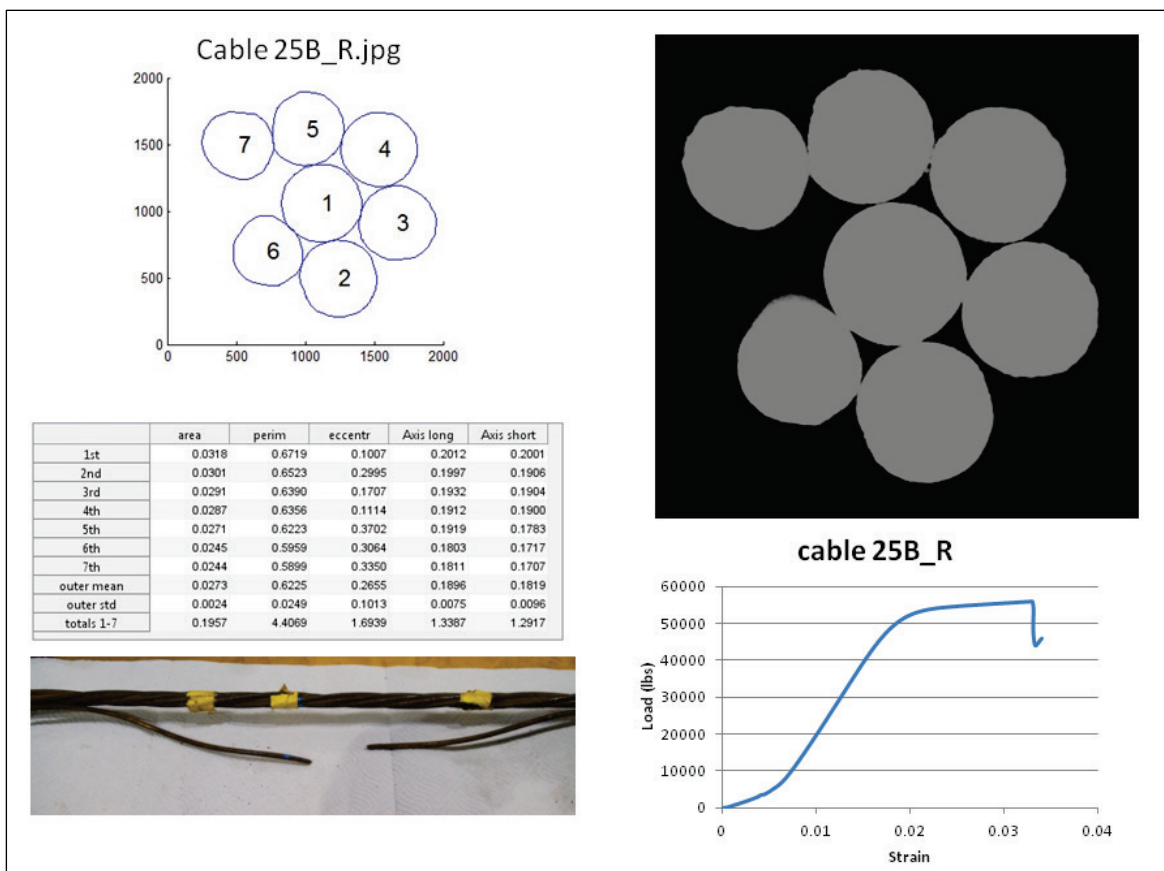 Cable 25B_R.jpg
2000
1500
1000
500
0
0 500 1000 1500 2000
7 5 4
1
6 3
2
area perim eccentr Axis long Axis short
1st 0.0318 0.6719 0.1007 0.2012 0.2001
2nd 0.0301 0.6523 0.2995 0.1997 0.1906
3rd 0.0291 0.6390 0.1707 0.1932 0.1904
4th 0.0287 0.6356 0.1114 0.1912 0.1900
5th 0.0271 0.6223 0.3702 0.1919 0.1783
6th 0.0245 0.5959 0.3064 0.1803 0.1717
7th 0.0244 0.5899 0.3350 0.1811 0.1707
outer mean 0.0273 0.6225 0.2655 0.1896 0.1819
outer std 0.0024 0.0249 0.1013 0.0075 0.0096
totals 1-7 0.1957 4.4069 1.6939 1.3387 1.2917
cable 25B_R
60000
50000
40000
30000
20000
10000
0
Load (lbs)
0 0.01 0.02 0.03 0.04
Strain